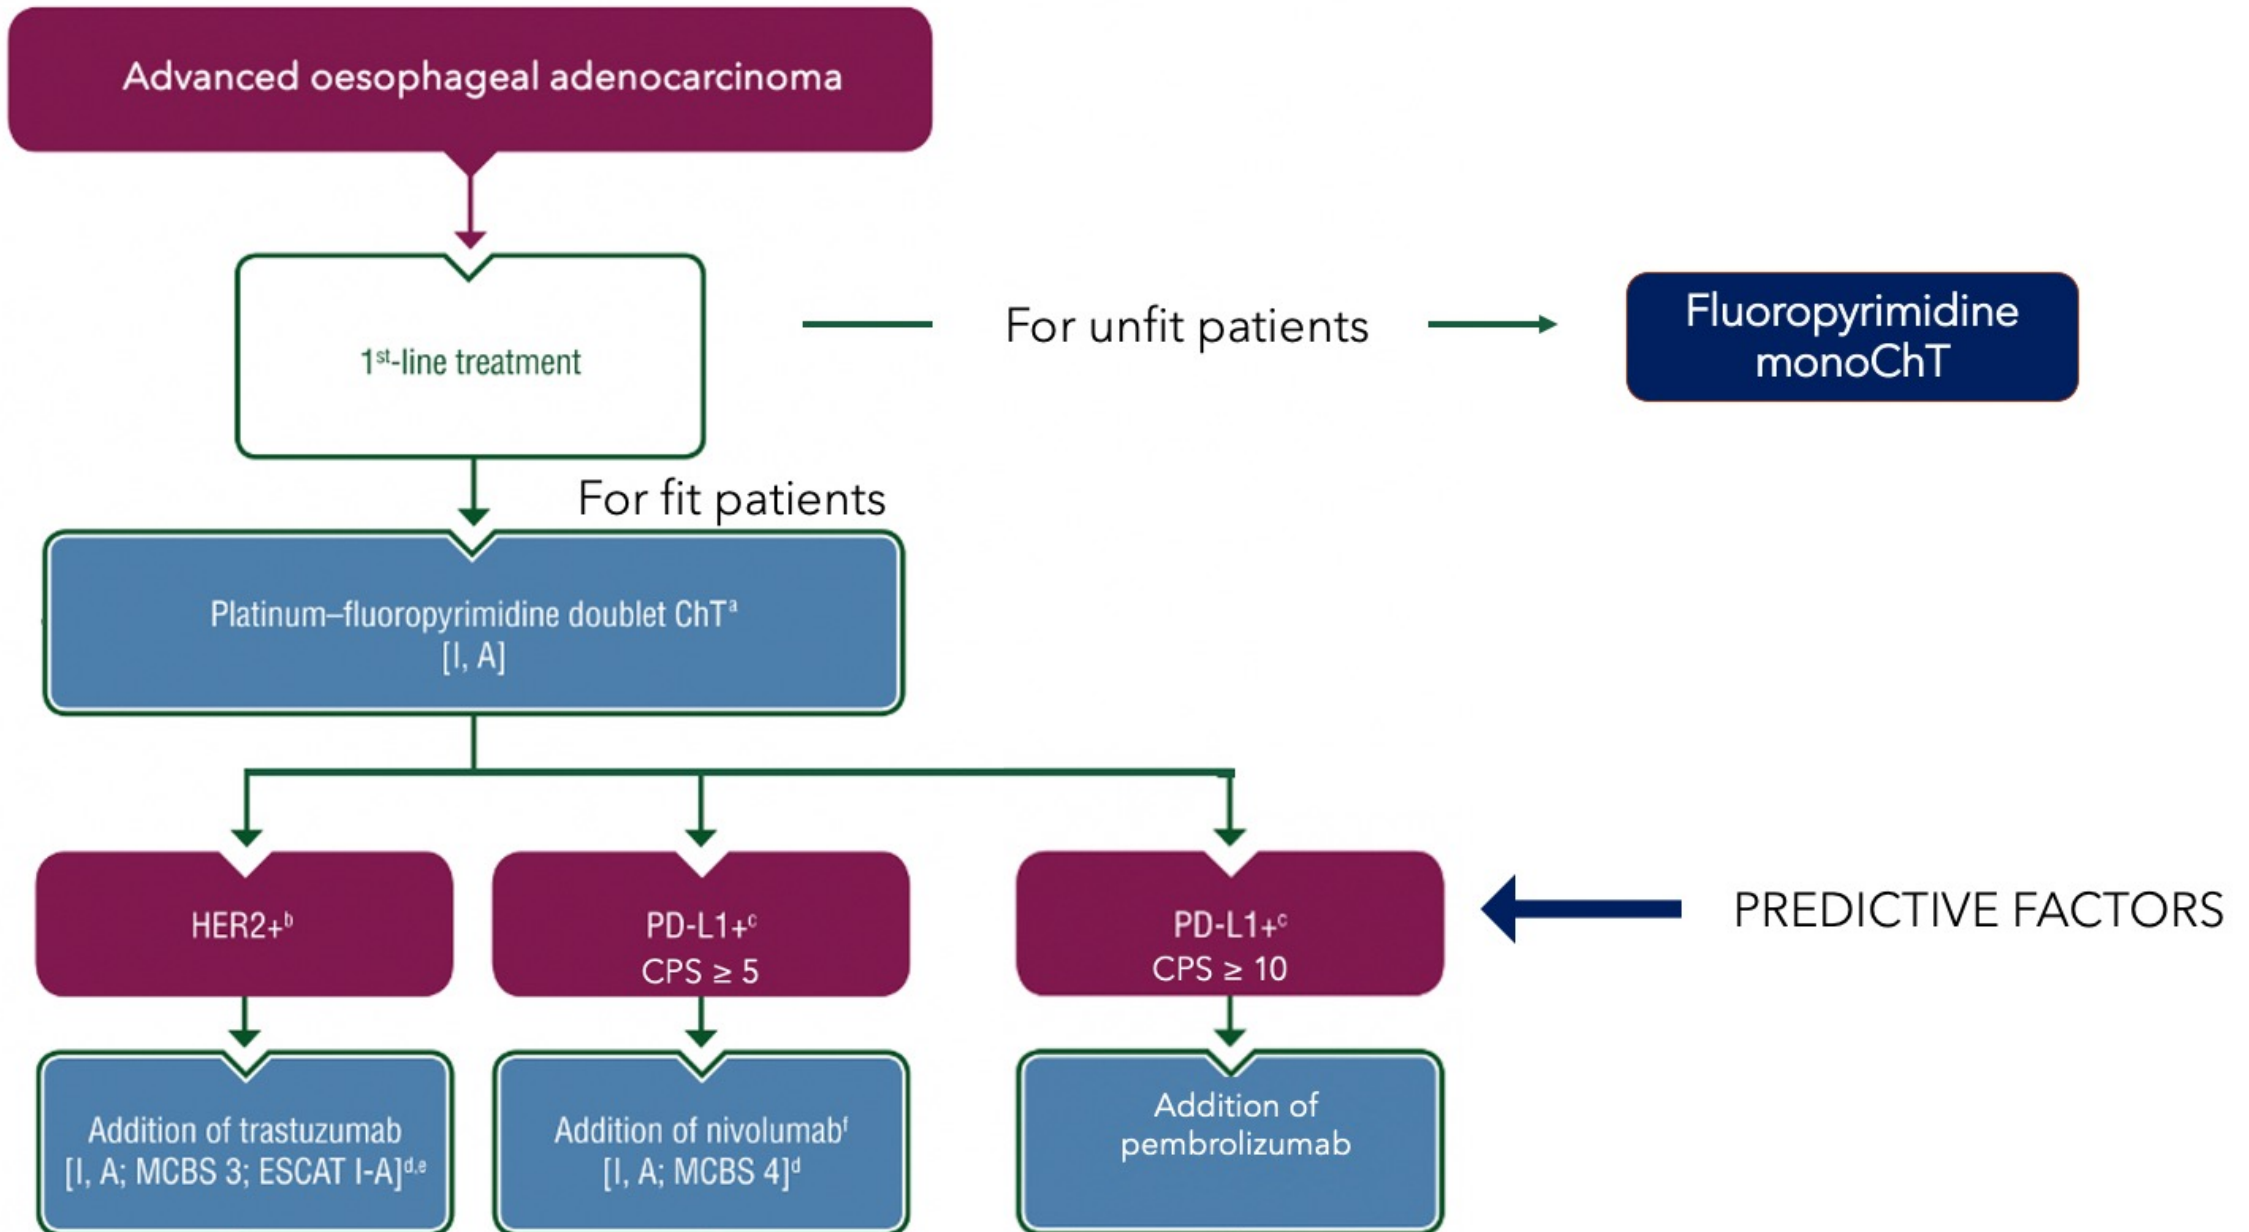 Advanced oesophageal adenocarcinoma
1ˢᵗ-line treatment
For unfit patients
Fluoropyrimidine
monoChT
For fit patients
Platinum–fluoropyrimidine doublet ChTᵃ
[I, A]
HER2+ᵇ
PD-L1+ᶜ
CPS ≥ 5
PD-L1+ᶜ
CPS ≥ 10
PREDICTIVE FACTORS
Addition of trastuzumab
[I, A; MCBS 3; ESCAT I-A]ᵈ,ᵉ
Addition of nivolumabᶠ
[I, A; MCBS 4]ᵈ
Addition of
pembrolizumab